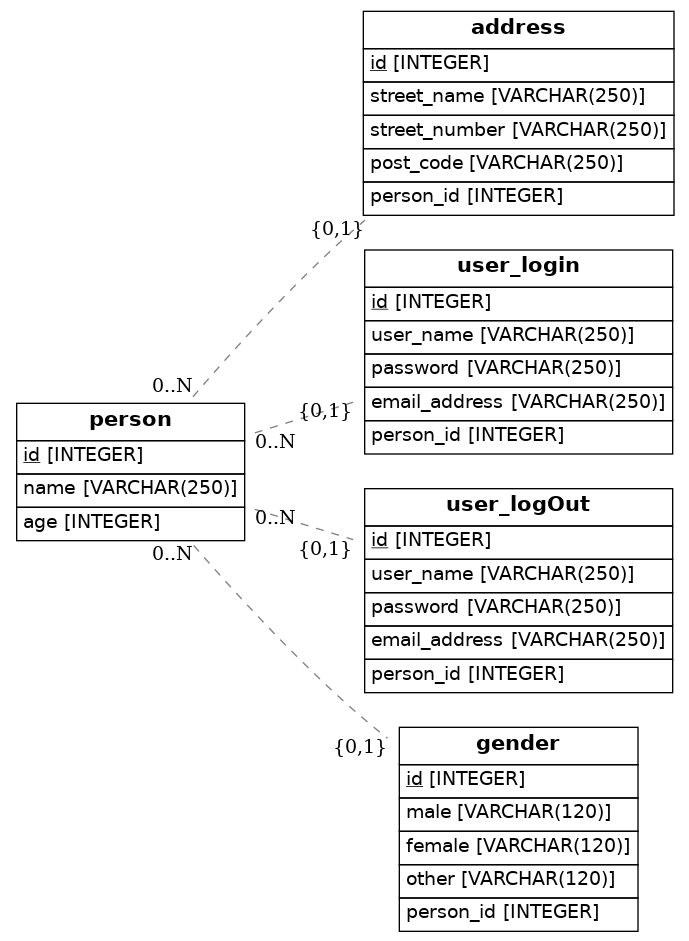 address
id [INTEGER]
street_name [VARCHAR(250)]
street_number [VARCHAR(250)]
post_code [VARCHAR(250)]
person_id [INTEGER]
{0,1}
user_login
id [INTEGER]
user_name [VARCHAR(250)]
password [VARCHAR(250)]
email_address [VARCHAR(250)]
person_id [INTEGER]
{0,1}
0..N
0..N
person
id [INTEGER]
name [VARCHAR(250)]
age [INTEGER]
0..N
0..N
{0,1}
user_logOut
id [INTEGER]
user_name [VARCHAR(250)]
password [VARCHAR(250)]
email_address [VARCHAR(250)]
person_id [INTEGER]
{0,1}
gender
id [INTEGER]
male [VARCHAR(120)]
female [VARCHAR(120)]
other [VARCHAR(120)]
person_id [INTEGER]